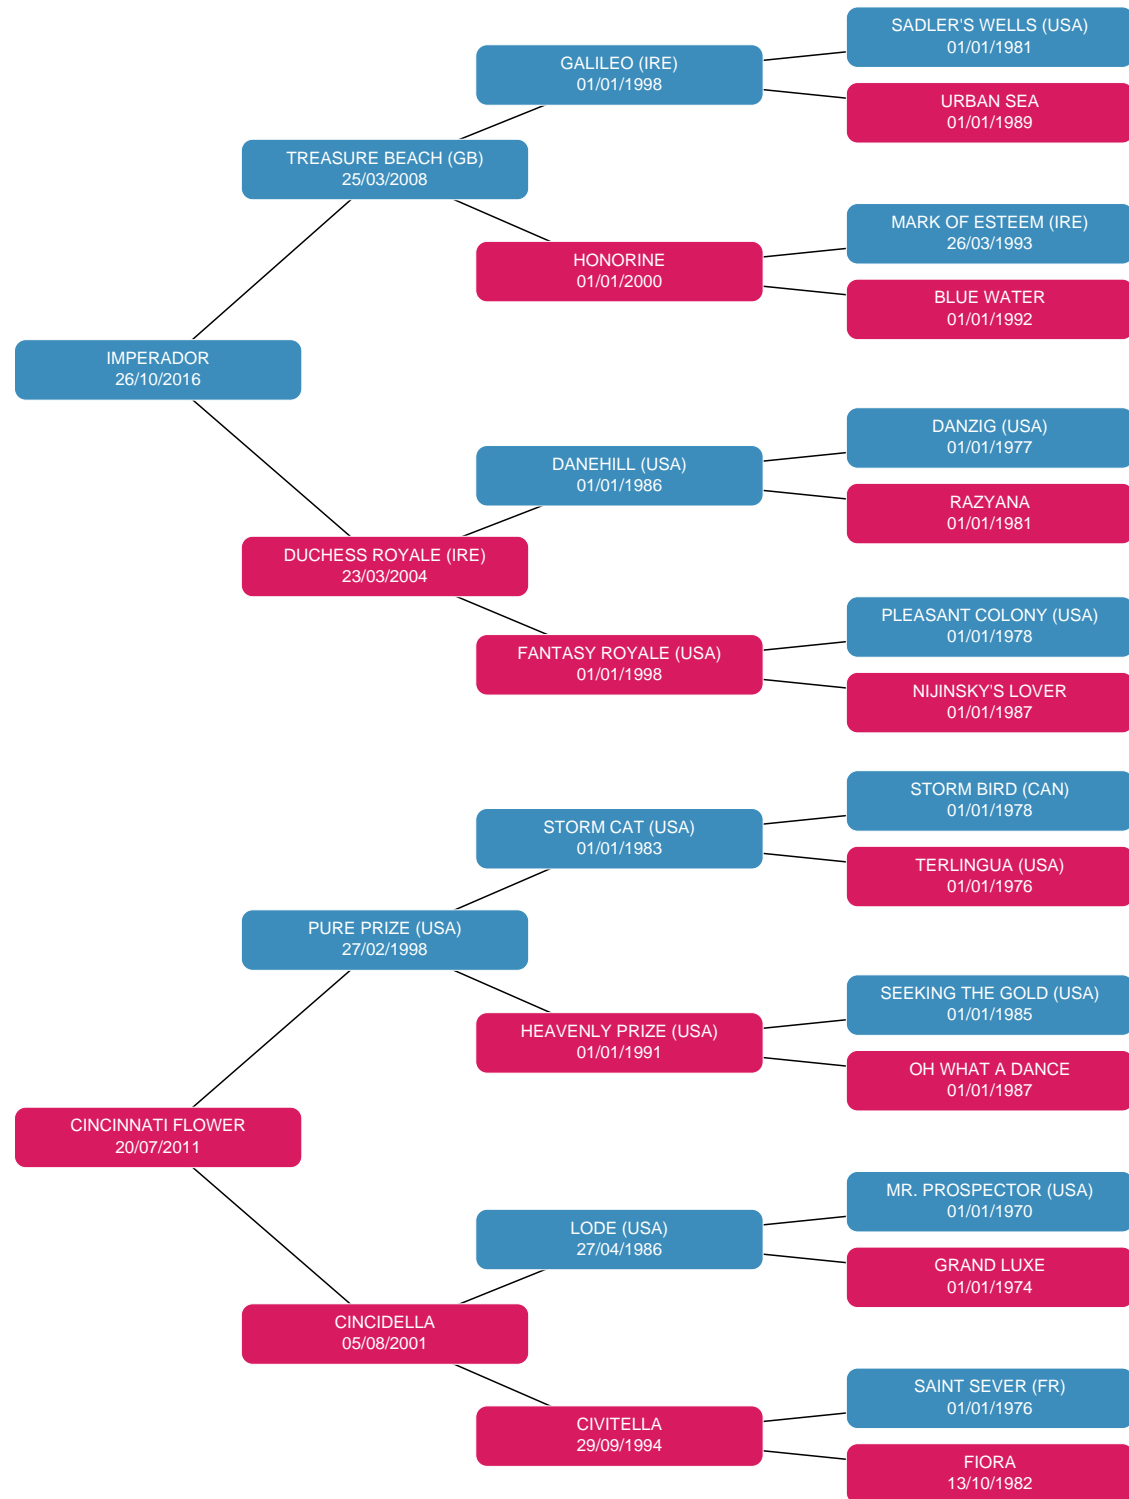 SADLER'S WELLS (USA)
01/01/1981
GALILEO (IRE)
01/01/1998
URBAN SEA
01/01/1989
TREASURE BEACH (GB)
25/03/2008
MARK OF ESTEEM (IRE)
26/03/1993
HONORINE
01/01/2000
BLUE WATER
01/01/1992
IMPERADOR
26/10/2016
DANZIG (USA)
01/01/1977
DANEHILL (USA)
01/01/1986
RAZYANA
01/01/1981
DUCHESS ROYALE (IRE)
23/03/2004
PLEASANT COLONY (USA)
01/01/1978
FANTASY ROYALE (USA)
01/01/1998
NIJINSKY'S LOVER
01/01/1987
STORM BIRD (CAN)
01/01/1978
STORM CAT (USA)
01/01/1983
TERLINGUA (USA)
01/01/1976
PURE PRIZE (USA)
27/02/1998
SEEKING THE GOLD (USA)
01/01/1985
HEAVENLY PRIZE (USA)
01/01/1991
OH WHAT A DANCE
01/01/1987
CINCINNATI FLOWER
20/07/2011
MR. PROSPECTOR (USA)
01/01/1970
LODE (USA)
27/04/1986
GRAND LUXE
01/01/1974
CINCIDELLA
05/08/2001
SAINT SEVER (FR)
01/01/1976
CIVITELLA
29/09/1994
FIORA
13/10/1982